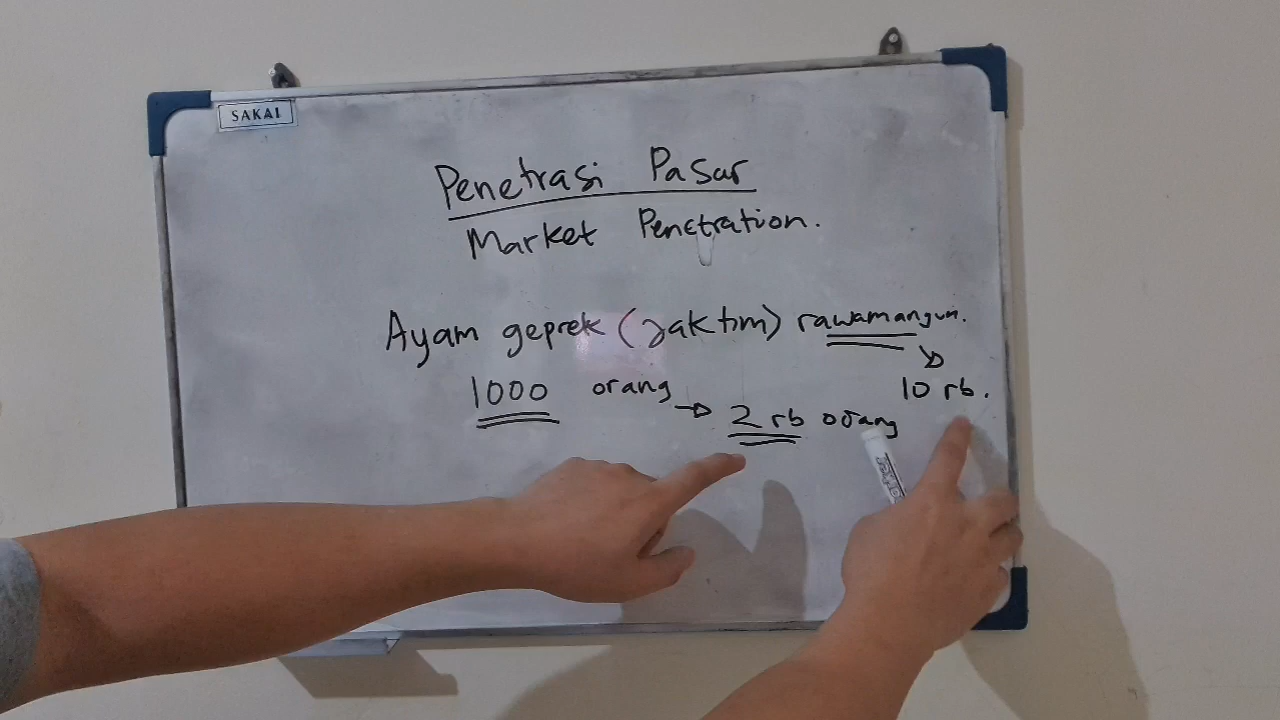 SAKAI
Penetrasi Pasar
Market Penetration.
Ayam geprek (Jaktim) rawamangun.
10 rb.
1000 orang → 2 rb orang